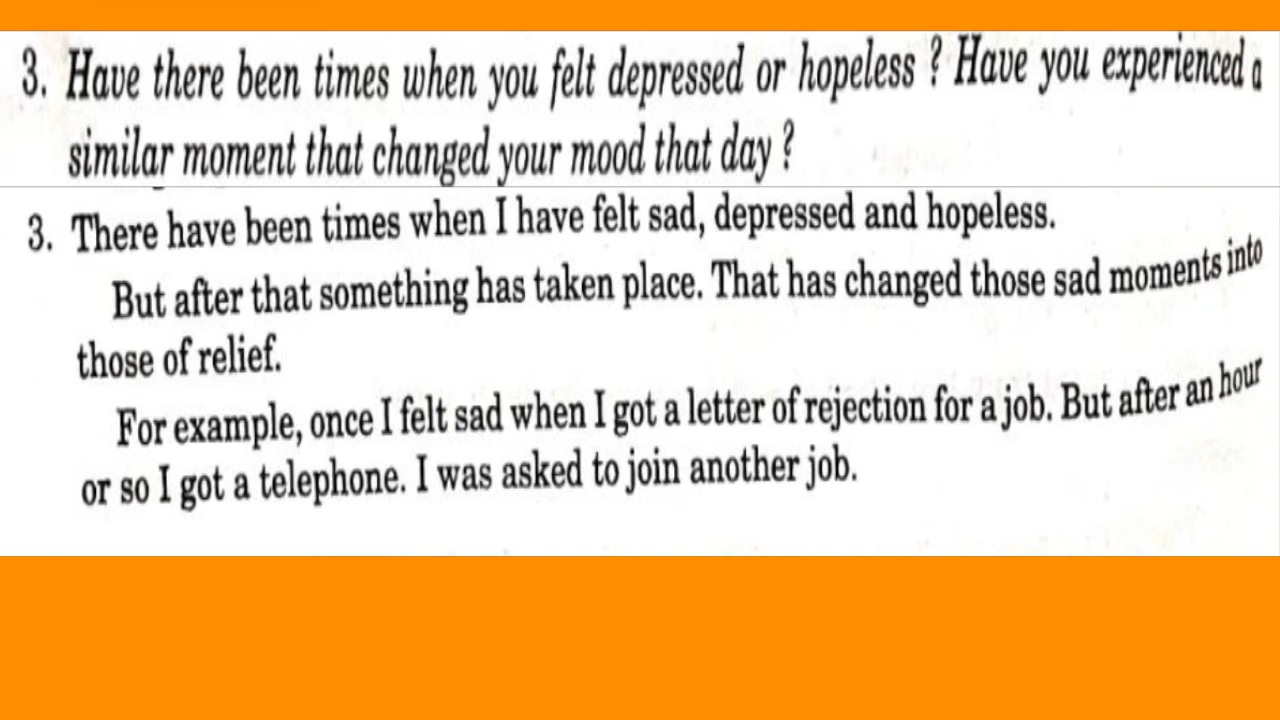 3. Have there been times when you felt depressed or hopeless ? Have you experienced a
similar moment that changed your mood that day ?
3. There have been times when I have felt sad, depressed and hopeless.
But after that something has taken place. That has changed those sad moments into
those of relief.
For example, once I felt sad when I got a letter of rejection for a job. But after an hour
or so I got a telephone. I was asked to join another job.